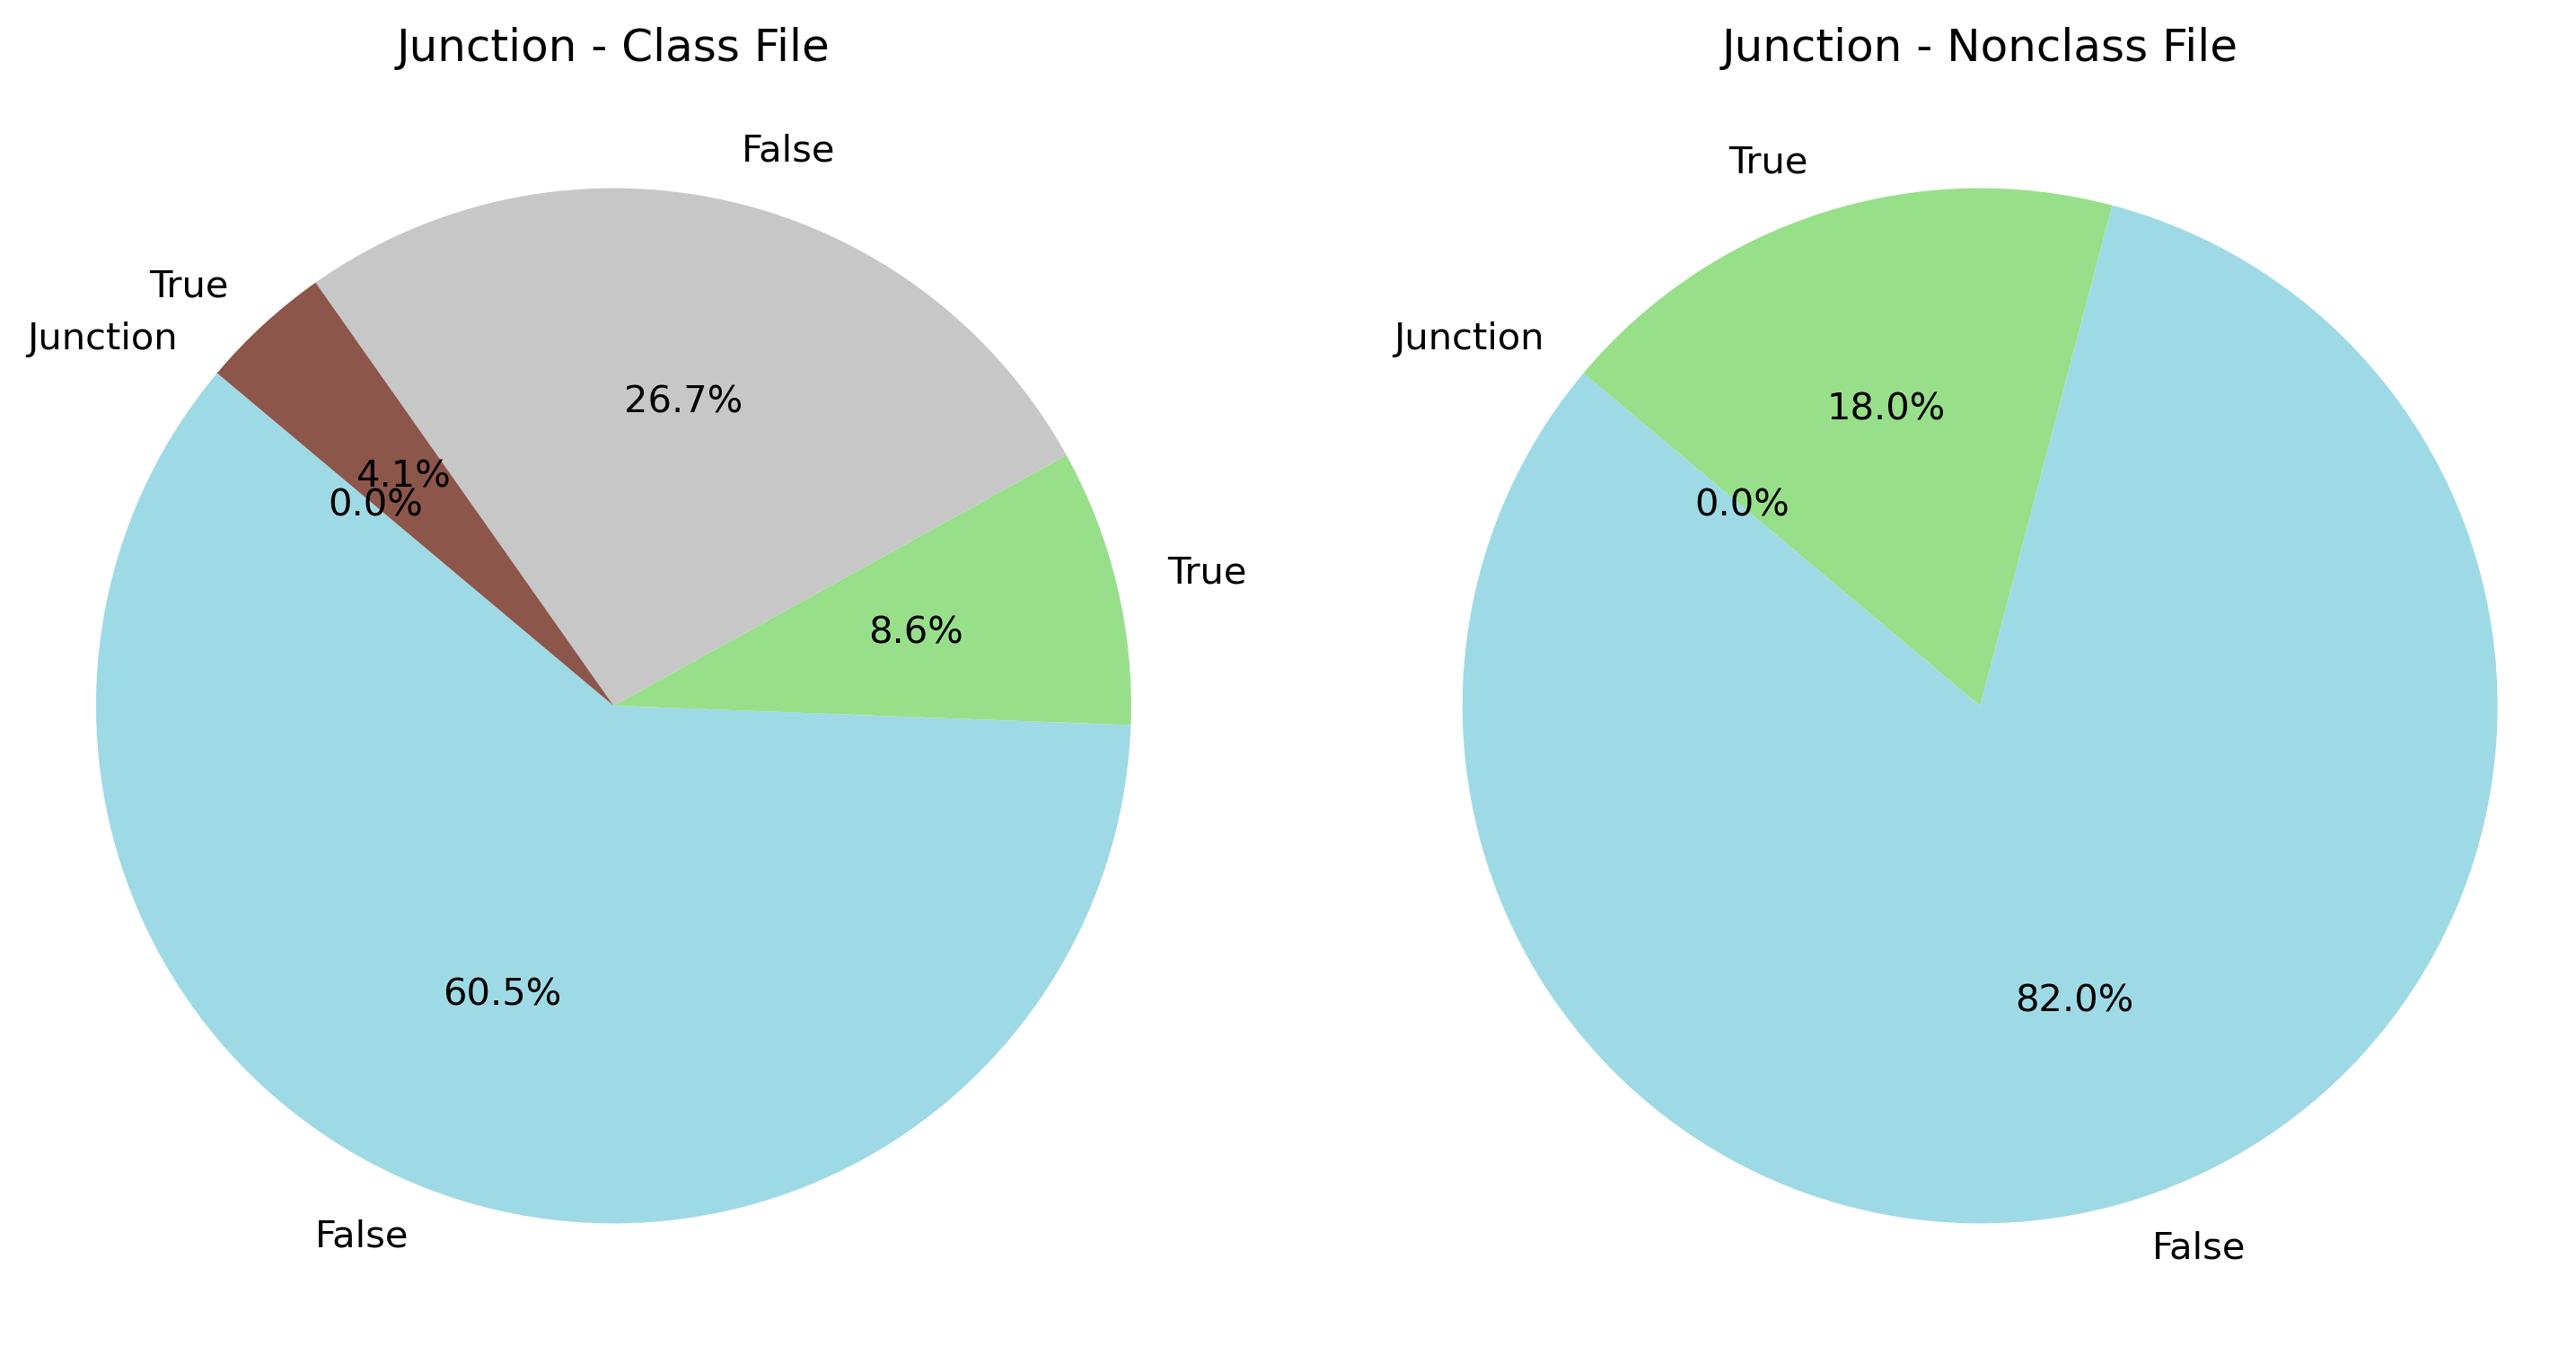 Junction - Class File
False
True
Junction
26.7%
4.1%
0.0%
True
8.6%
60.5%
False
Junction - Nonclass File
True
Junction
18.0%
0.0%
82.0%
False